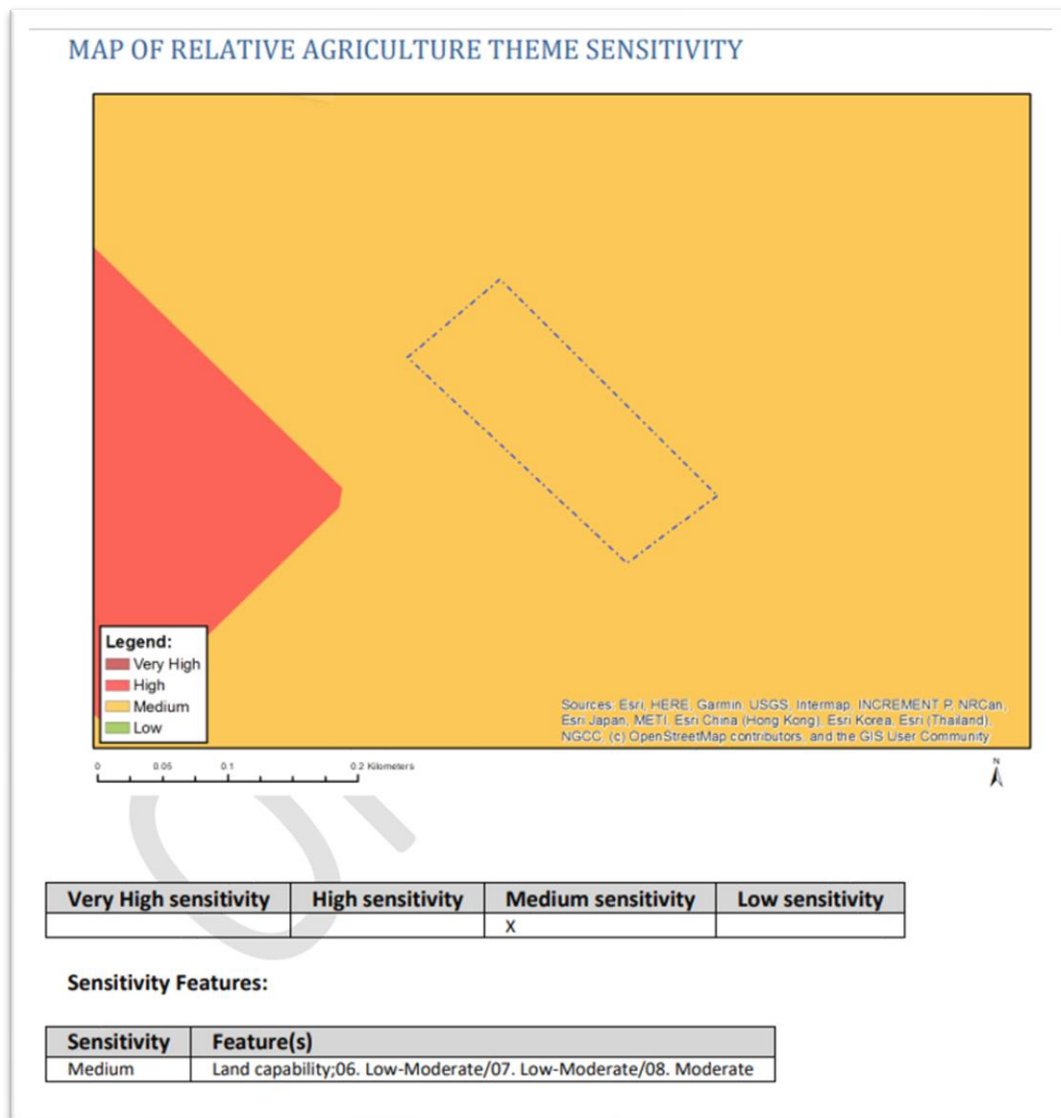 MAP OF RELATIVE AGRICULTURE THEME SENSITIVITY
Legend:
Very High
High
Medium
Low
Sources: Esri, HERE, Garmin, USGS, Intermap, INCREMENT P, NRCan,
Esri Japan, METI, Esri China (Hong Kong), Esri Korea, Esri (Thailand),
NGCC, (c) OpenStreetMap contributors, and the GIS User Community
0 0.05 0.1 0.2 Kilometers
N
Very High sensitivity High sensitivity Medium sensitivity Low sensitivity
X
Sensitivity Features:
Sensitivity Feature(s)
Medium Land capability;06. Low-Moderate/07. Low-Moderate/08. Moderate